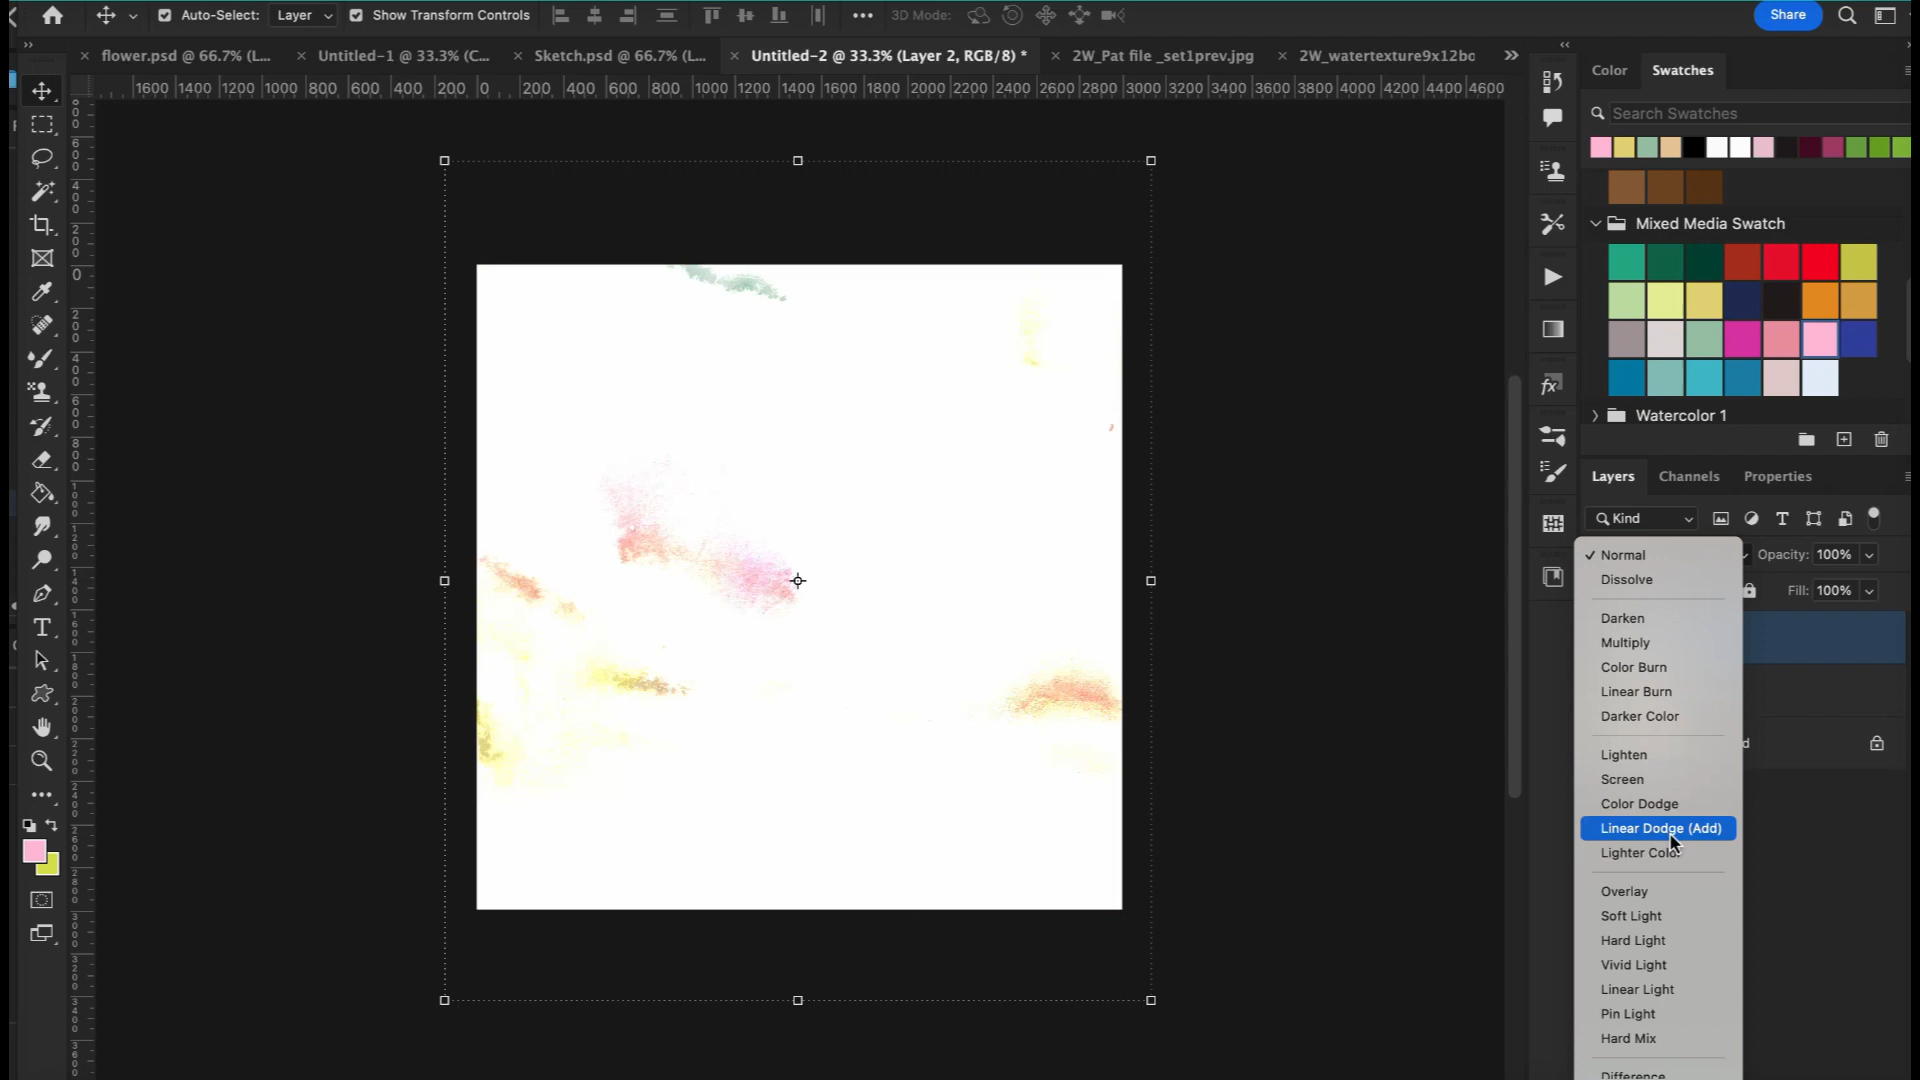 Auto-Select: Layer Show Transform Controls 3D Mode: Share
flower.psd @ 66.7% (L... Untitled-1 @ 33.3% (C... Sketch.psd @ 66.7% (L... Untitled-2 @ 33.3% (Layer 2, RGB/8) * 2W_Pat file _set1prev.jpg 2W_watertexture9x12bo
1600 1400 1200 1000 800 600 400 200 0 200 400 600 800 1000 1200 1400 1600 1800 2000 2200 2400 2600 2800 3000 3200 3400 3600 3800 4000 4200 4400 4600
Color Swatches
Search Swatches
Mixed Media Swatch
Watercolor 1
Layers Channels Properties
Kind
Normal Opacity: 100%
Dissolve Fill: 100%
Darken
Multiply
Color Burn
Linear Burn
Darker Color
Lighten
Screen
Color Dodge
Linear Dodge (Add)
Lighter Color
Overlay
Soft Light
Hard Light
Vivid Light
Linear Light
Pin Light
Hard Mix
Difference